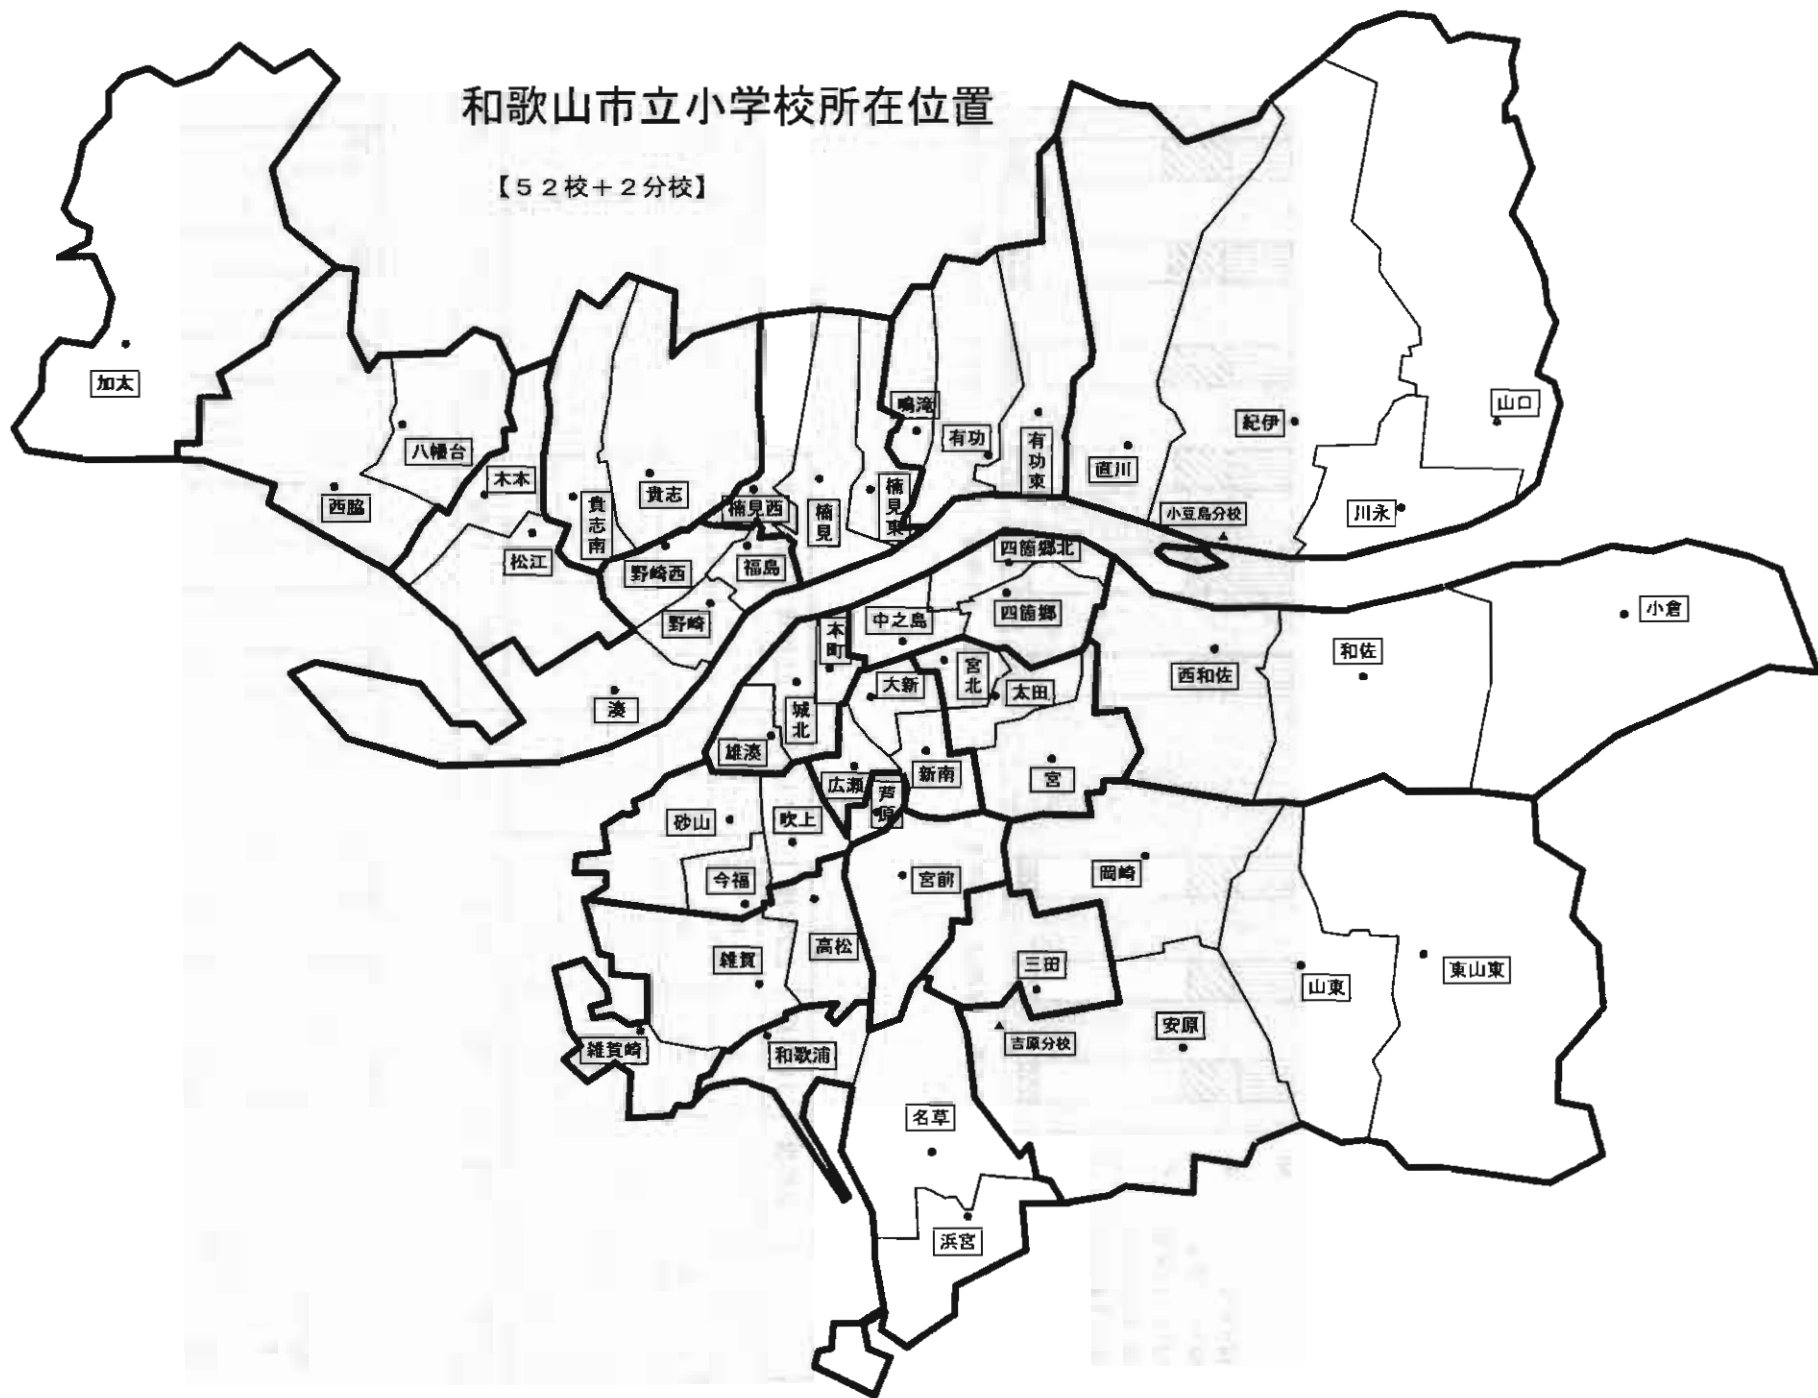 和歌山市立小学校所在位置
【52校+2分校】
加太
八幡台
西脇
木本
松江
貴志南
貴志
楠見西
楠見
楠見東
鳴滝
有功
有功東
直川
紀伊
山口
小豆島分校
川永
野崎西
福島
野崎
湊
四箇郷北
四箇郷
中之島
本町
大新
宮北
太田
城北
雄湊
西和佐
和佐
小倉
広瀬
芦原
新南
宮
砂山
吹上
今福
宮前
岡崎
高松
雑賀
三田
山東
東山東
安原
吉原分校
雑賀崎
和歌浦
名草
浜宮